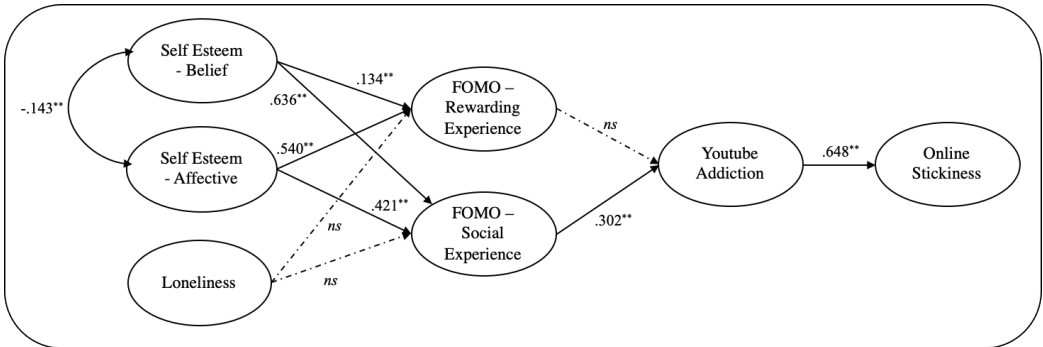 Self Esteem
- Belief
-.143**
Self Esteem
- Affective
Loneliness
.134**
.636**
.540**
.421**
ns
ns
FOMO –
Rewarding
Experience
FOMO –
Social
Experience
ns
.302**
Youtube
Addiction
.648**
Online
Stickiness